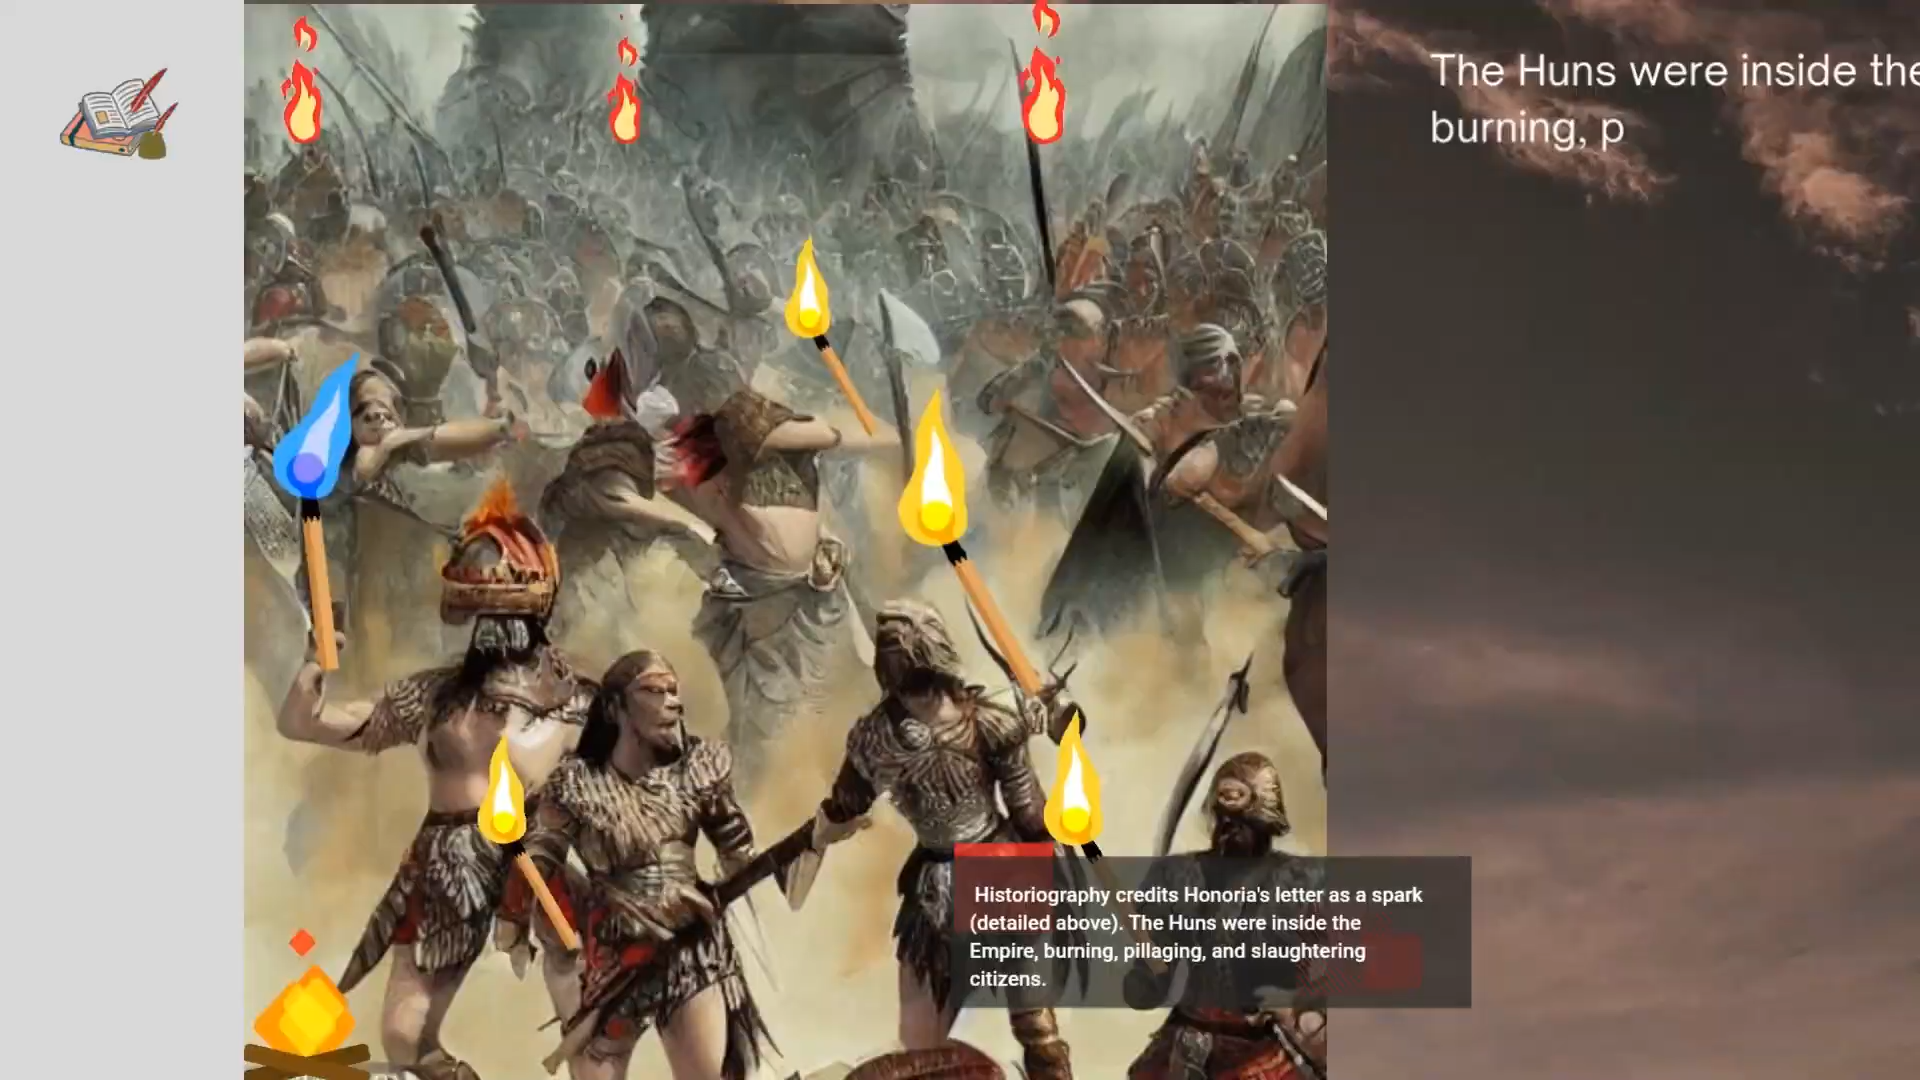 The Huns were inside the
burning, p
Historiography credits Honoria's letter as a spark
(detailed above). The Huns were inside the
Empire, burning, pillaging, and slaughtering
citizens.